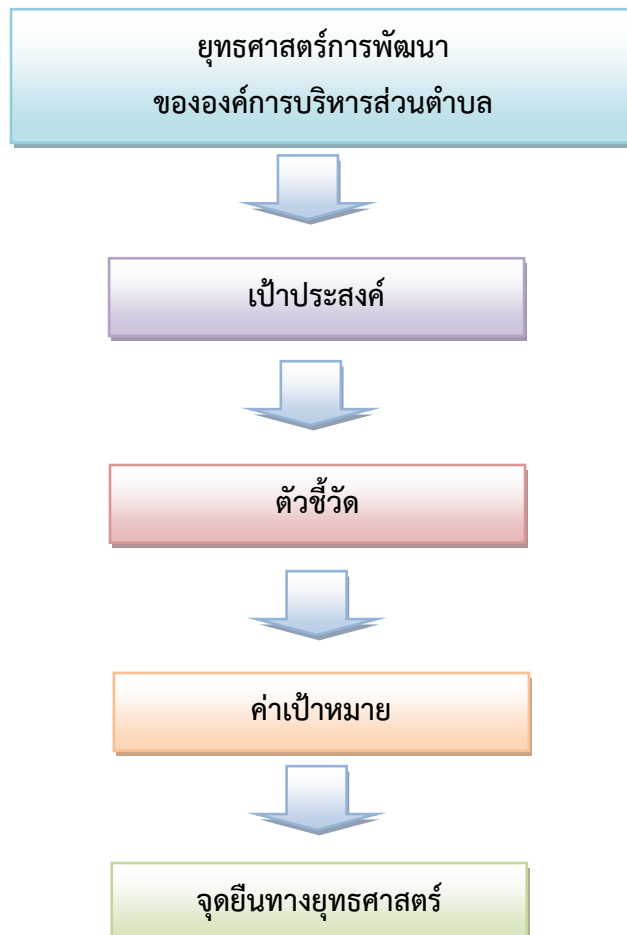 ยุทธศาสตร์การพัฒนา
ขององค์การบริหารส่วนตำบล
เป้าประสงค์
ตัวชี้วัด
ค่าเป้าหมาย
จุดยืนทางยุทธศาสตร์